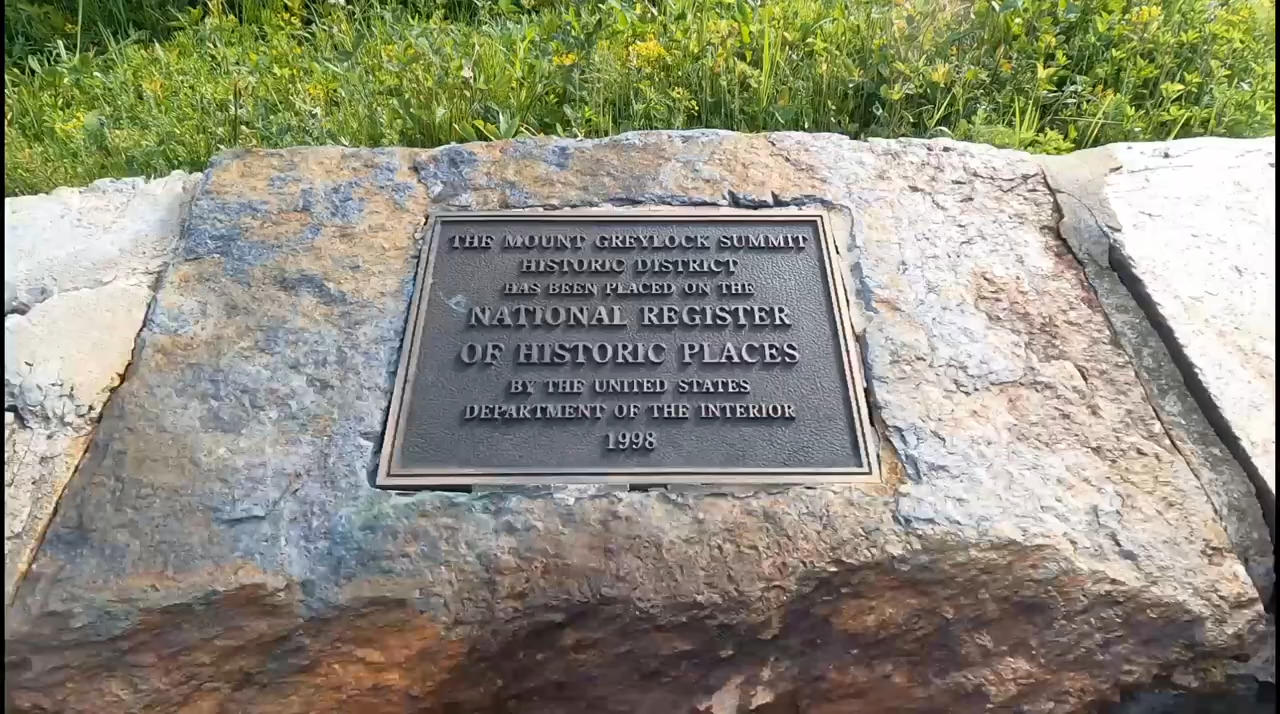 THE MOUNT GREYLOCK SUMMIT
HISTORIC DISTRICT
HAS BEEN PLACED ON THE
NATIONAL REGISTER
OF HISTORIC PLACES
BY THE UNITED STATES
DEPARTMENT OF THE INTERIOR
1998